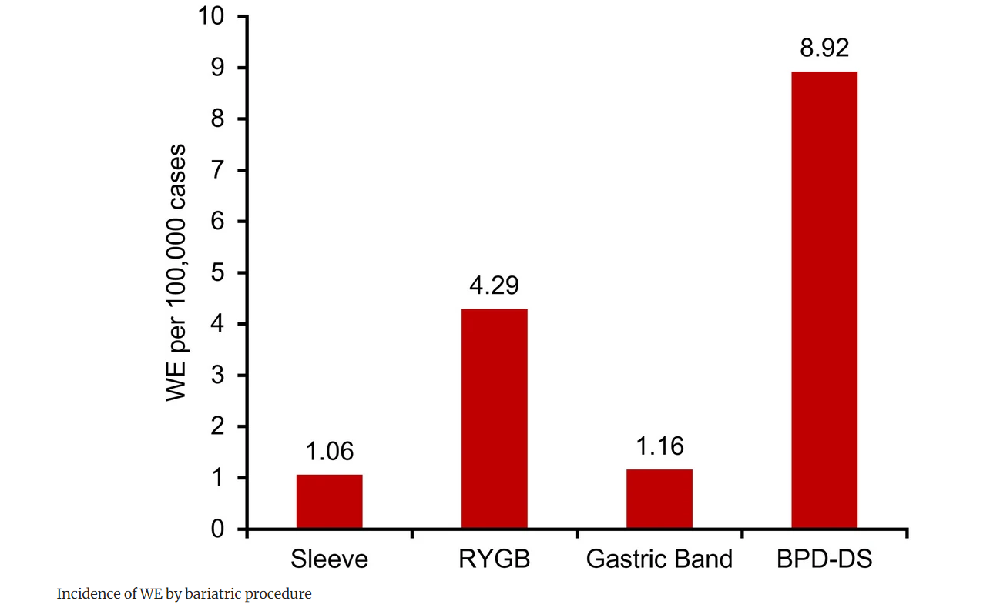 10
9
8
7
6
5
4
3
2
1
0
WE per 100,000 cases
1.06
4.29
1.16
8.92
Sleeve
RYGB
Gastric Band
BPD-DS
Incidence of WE by bariatric procedure